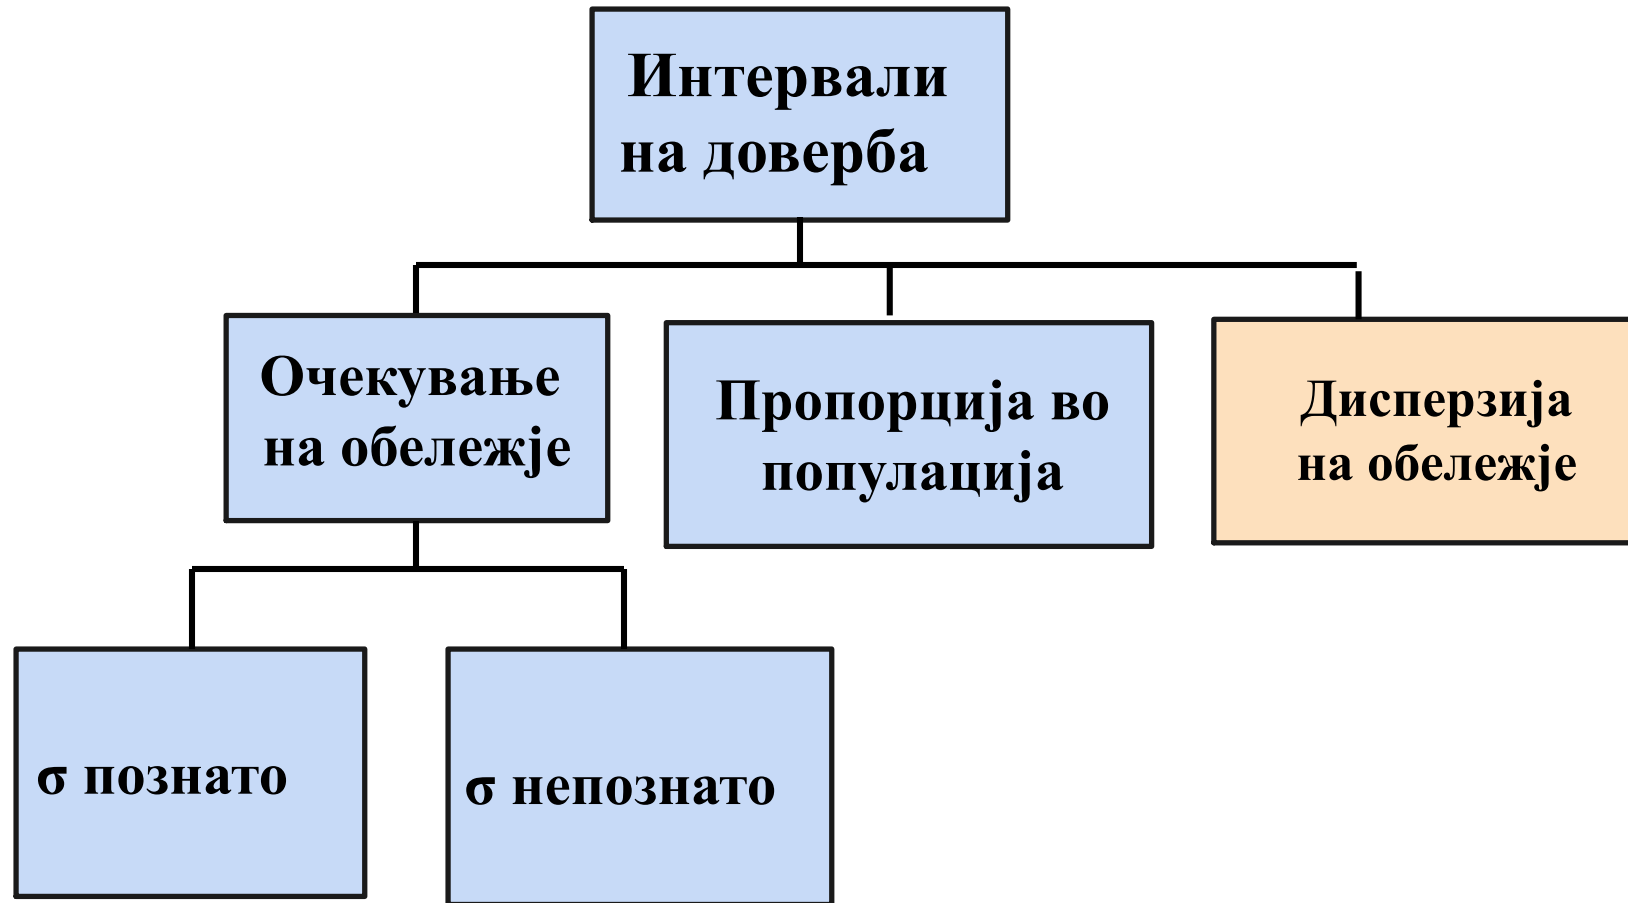 Интервали
на доверба
Очекување
на обележје
Пропорција во
популација
Дисперзија
на обележје
σ познато
σ непознато